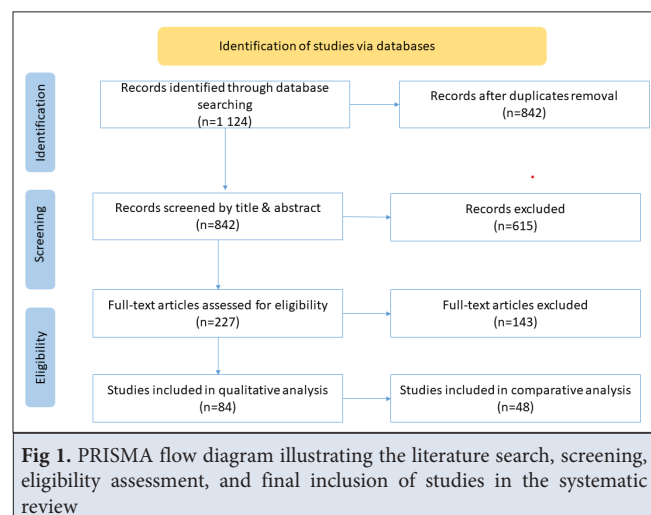 Identification of studies via databases
Identification
Records identified through database
searching
(n=1 124)
Records after duplicates removal
(n=842)
Screening
Records screened by title & abstract
(n=842)
Records excluded
(n=615)
Eligibility
Full-text articles assessed for eligibility
(n=227)
Full-text articles excluded
(n=143)
Studies included in qualitative analysis
(n=84)
Studies included in comparative analysis
(n=48)
Fig 1. PRISMA flow diagram illustrating the literature search, screening,
eligibility assessment, and final inclusion of studies in the systematic
review